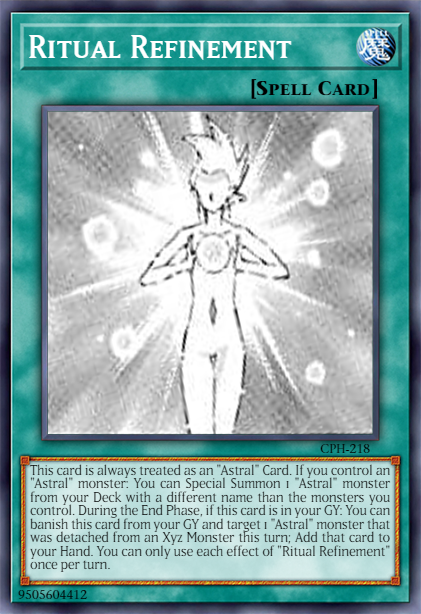 Ritual Refinement
魔
[Spell Card]
CPH-218
This card is always treated as an "Astral" Card. If you control an
"Astral" monster: You can Special Summon 1 "Astral" monster
from your Deck with a different name than the monsters you
control. During the End Phase, if this card is in your GY: You can
banish this card from your GY and target 1 "Astral" monster that
was detached from an Xyz Monster this turn; Add that card to
your Hand. You can only use each effect of "Ritual Refinement"
once per turn.
9505604412